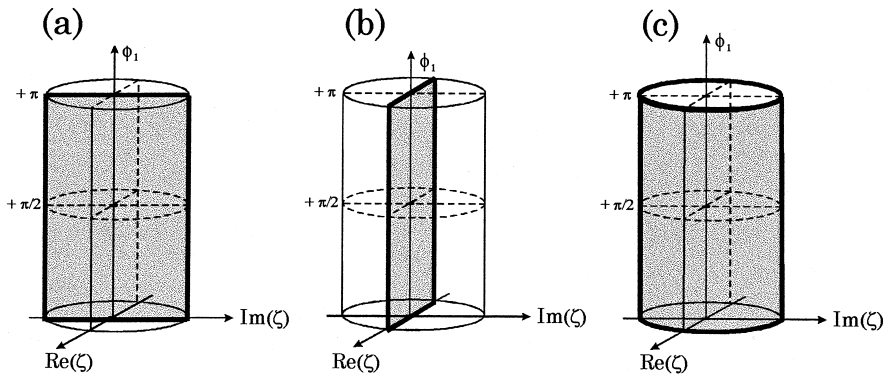 (a) (b) (c)
ϕ₁ ϕ₁ ϕ₁
+ π + π + π
+ π/2 + π/2 + π/2
Im(ζ) Im(ζ) Im(ζ)
Re(ζ) Re(ζ) Re(ζ)